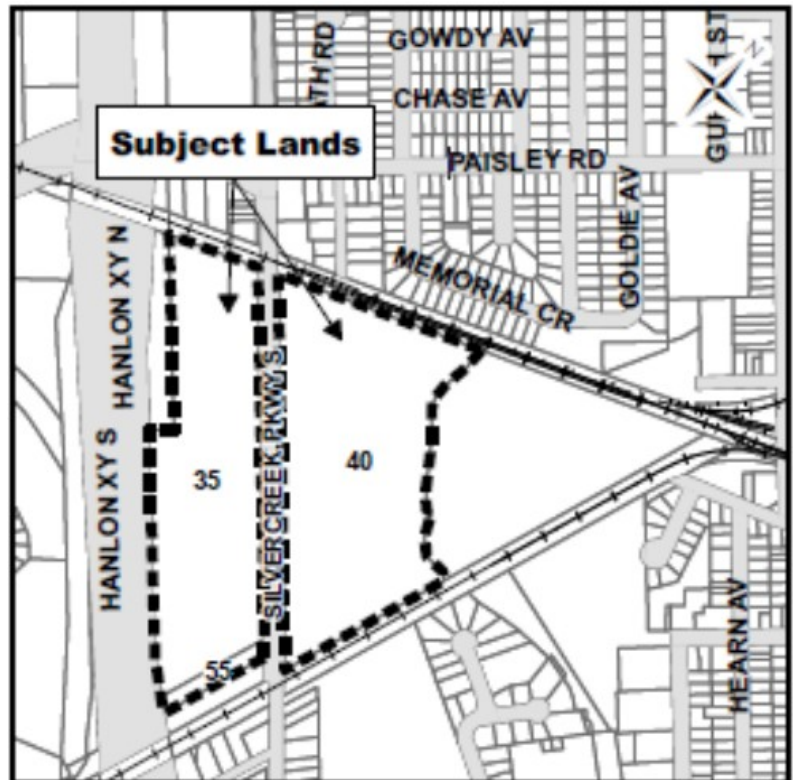 GOWDY AV
CHASE AV
Subject Lands
PAISLEY RD
N
GOLDIE AV
MEMORIAL CR
HANLON XY N
HANLON XY S
SILVERCREEK PKWY S
35
40
55
HEARN AV